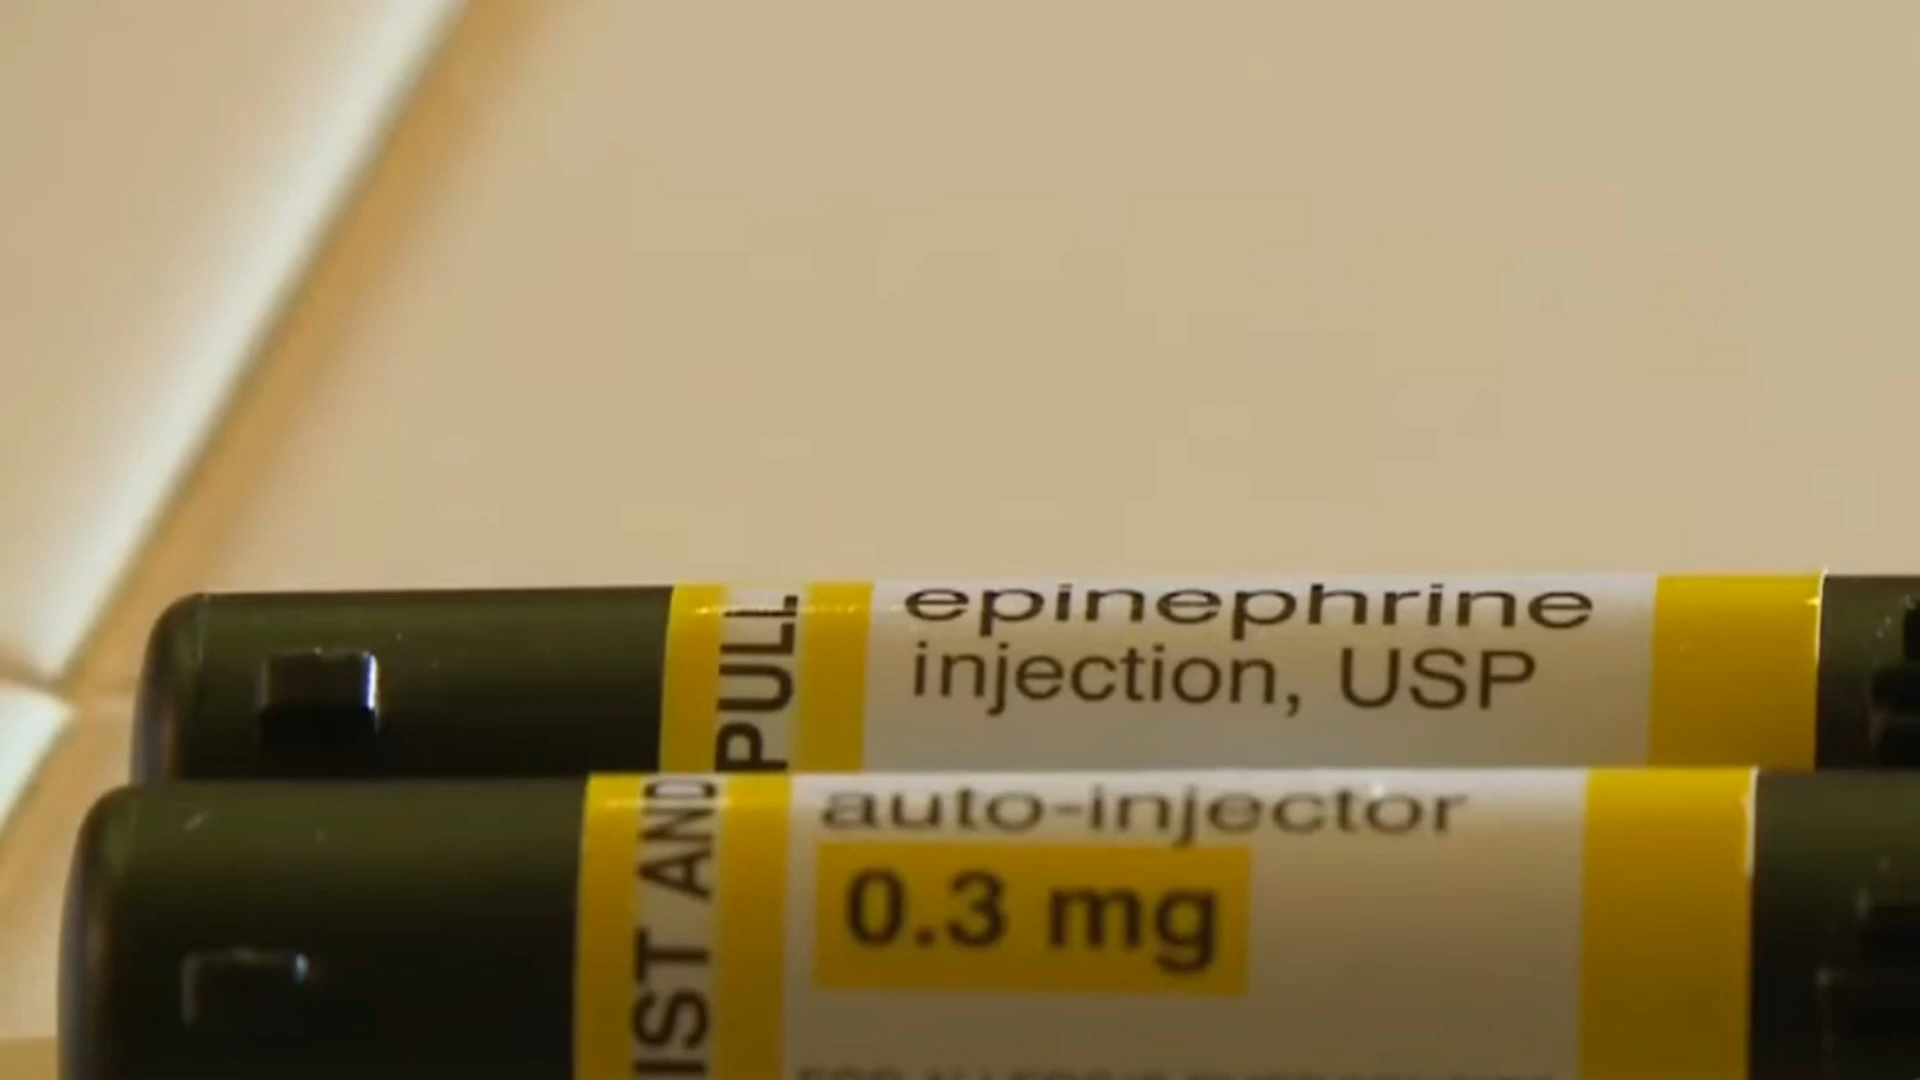 PULL
epinephrine
injection, USP
IST AND
auto-injector
0.3 mg